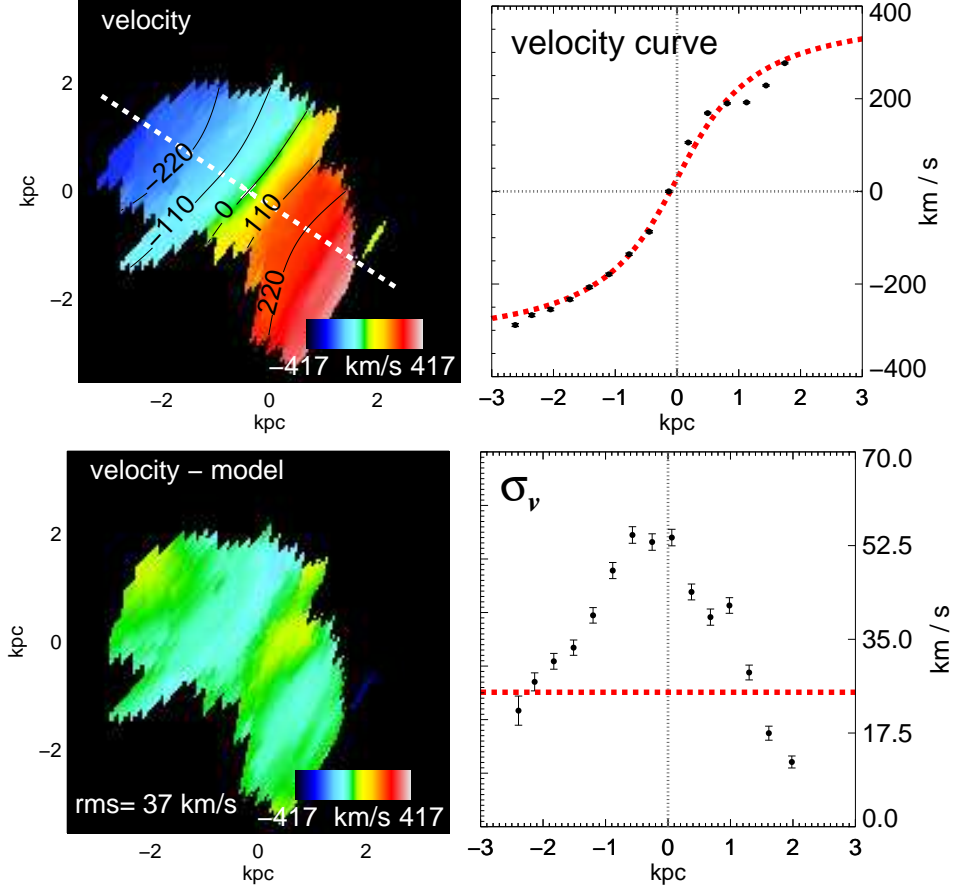 velocity
2
0
−2
kpc
−220
−110
0
110
220
−417 km/s 417
−2 0 2
kpc
velocity curve
400
200
0
−200
−400
km / s
−3 −2 −1 0 1 2 3
kpc
velocity − model
2
0
−2
kpc
rms= 37 km/s
−417 km/s 417
−2 0 2
kpc
σv
70.0
52.5
35.0
17.5
0.0
km / s
−3 −2 −1 0 1 2 3
kpc